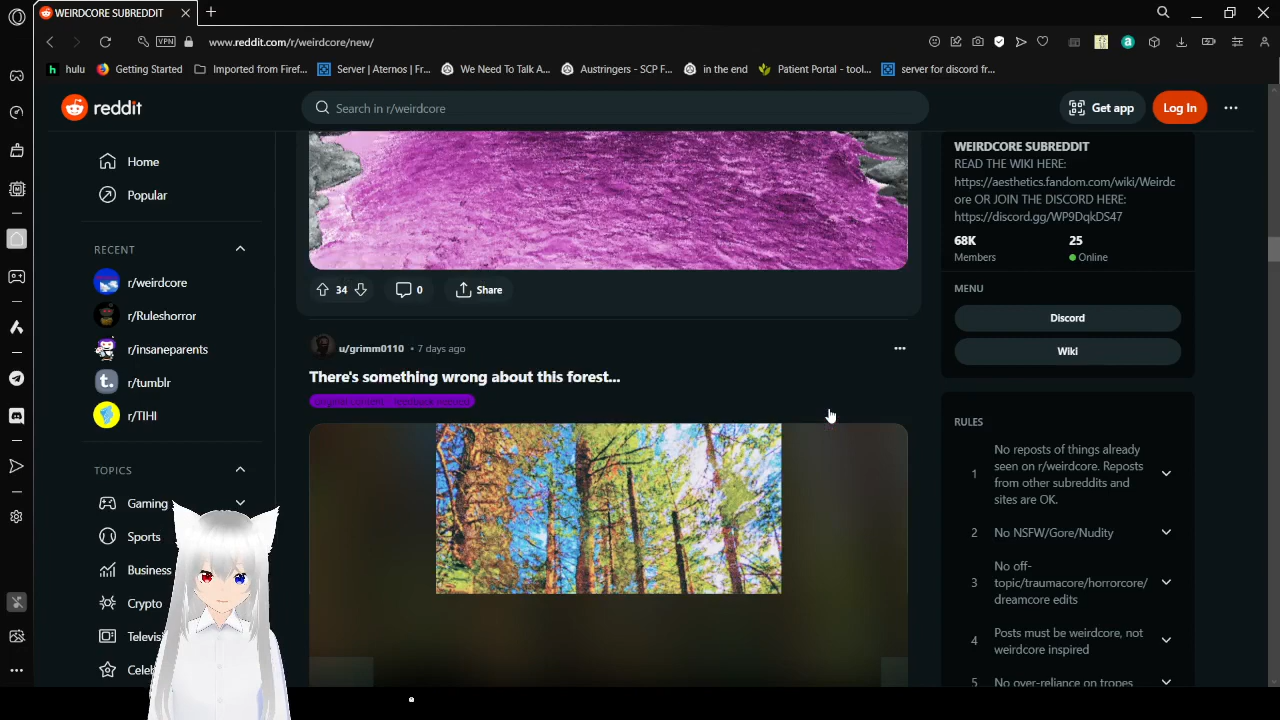 WEIRDCORE SUBREDDIT
VPN
www.reddit.com/r/weirdcore/new/
hulu
Getting Started
Imported from Firef...
Server | Aternos | Fr...
We Need To Talk A...
Austringers - SCP F...
in the end
Patient Portal - tool...
server for discord fr...
reddit
Search in r/weirdcore
Get app
Log In
Home
Popular
RECENT
r/weirdcore
r/Ruleshorror
r/insaneparents
r/tumblr
r/TIHI
TOPICS
Gaming
Sports
Business
Crypto
Televisi
Celeb
34
0
Share
u/grimm0110 • 7 days ago
There's something wrong about this forest...
original content - feedback needed
WEIRDCORE SUBREDDIT
READ THE WIKI HERE:
https://aesthetics.fandom.com/wiki/Weirdc
ore OR JOIN THE DISCORD HERE:
https://discord.gg/WP9DqkDS47
68K
25
Members
Online
MENU
Discord
Wiki
RULES
1
No reposts of things already
seen on r/weirdcore. Reposts
from other subreddits and
sites are OK.
2
No NSFW/Gore/Nudity
3
No off-
topic/traumacore/horrorcore/
dreamcore edits
4
Posts must be weirdcore, not
weirdcore inspired
5
No over-reliance on tropes